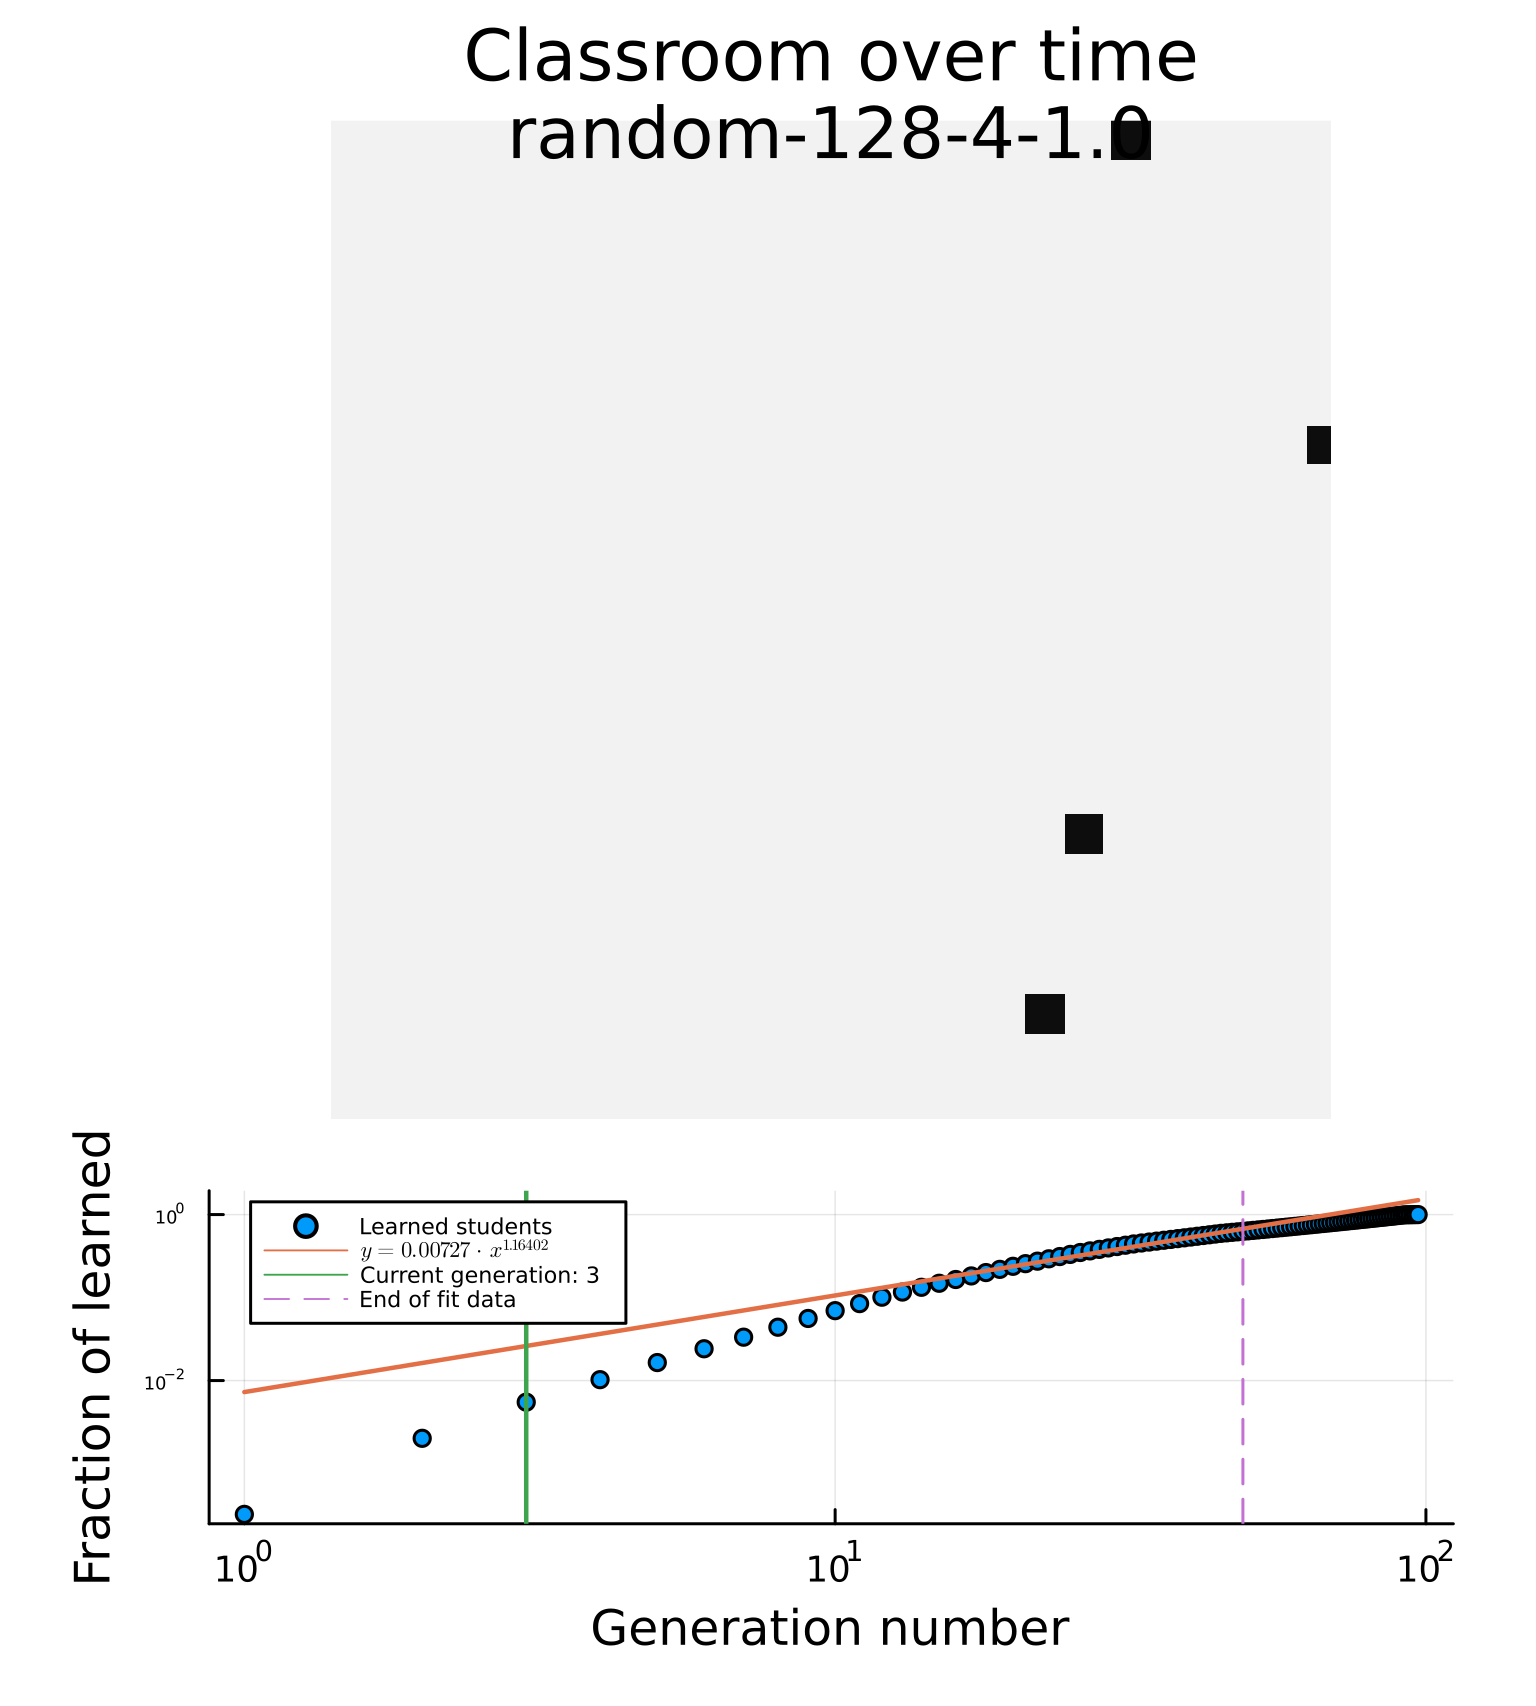 Classroom over time
random-128-4-1.0
Fraction of learned
10^0
10^-2
Learned students
y = 0.00727 · x^1.16402
Current generation: 3
End of fit data
10^0
10^1
10^2
Generation number